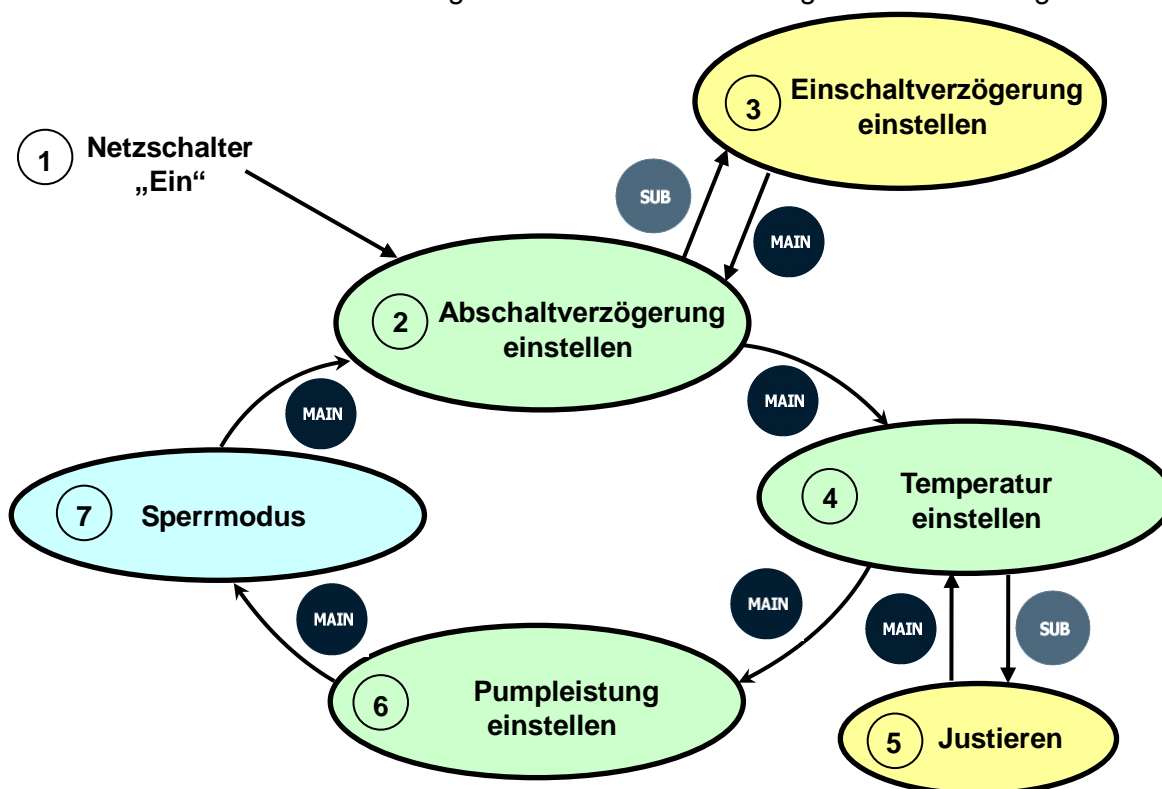 3
Einschaltverzögerung
einstellen
1
Netzschalter
„Ein“
SUB
MAIN
2
Abschaltverzögerung
einstellen
MAIN
MAIN
7
Sperrmodus
4
Temperatur
einstellen
MAIN
MAIN
MAIN
SUB
6
Pumpleistung
einstellen
5
Justieren